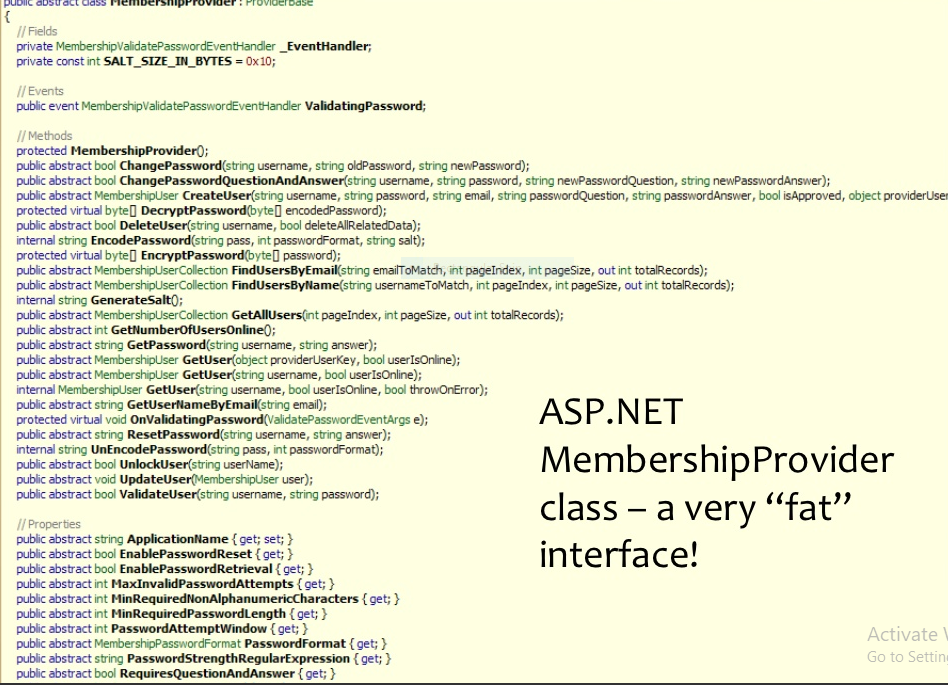 public abstract class MembershipProvider : ProviderBase
{
// Fields
private MembershipValidatePasswordEventHandler _EventHandler;
private const int SALT_SIZE_IN_BYTES = 0x10;
// Events
public event MembershipValidatePasswordEventHandler ValidatingPassword;
// Methods
protected MembershipProvider();
public abstract bool ChangePassword(string username, string oldPassword, string newPassword);
public abstract bool ChangePasswordQuestionAndAnswer(string username, string password, string newPasswordQuestion, string newPasswordAnswer);
public abstract MembershipUser CreateUser(string username, string password, string email, string passwordQuestion, string passwordAnswer, bool isApproved, object providerUser
protected virtual byte[] DecryptPassword(byte[] encodedPassword);
public abstract bool DeleteUser(string username, bool deleteAllRelatedData);
internal string EncodePassword(string pass, int passwordFormat, string salt);
protected virtual byte[] EncryptPassword(byte[] password);
public abstract MembershipUserCollection FindUsersByEmail(string emailToMatch, int pageIndex, int pageSize, out int totalRecords);
public abstract MembershipUserCollection FindUsersByName(string usernameToMatch, int pageIndex, int pageSize, out int totalRecords);
internal string GenerateSalt();
public abstract MembershipUserCollection GetAllUsers(int pageIndex, int pageSize, out int totalRecords);
public abstract int GetNumberOfUsersOnline();
public abstract string GetPassword(string username, string answer);
public abstract MembershipUser GetUser(object providerUserKey, bool userIsOnline);
public abstract MembershipUser GetUser(string username, bool userIsOnline);
internal MembershipUser GetUser(string username, bool userIsOnline, bool throwOnError);
public abstract string GetUserNameByEmail(string email);
protected virtual void OnValidatingPassword(ValidatePasswordEventArgs e);
public abstract string ResetPassword(string username, string answer);
internal string UnEncodePassword(string pass, int passwordFormat);
public abstract bool UnlockUser(string userName);
public abstract void UpdateUser(MembershipUser user);
public abstract bool ValidateUser(string username, string password);
// Properties
public abstract string ApplicationName { get; set; }
public abstract bool EnablePasswordReset { get; }
public abstract bool EnablePasswordRetrieval { get; }
public abstract int MaxInvalidPasswordAttempts { get; }
public abstract int MinRequiredNonAlphanumericCharacters { get; }
public abstract int MinRequiredPasswordLength { get; }
public abstract int PasswordAttemptWindow { get; }
public abstract MembershipPasswordFormat PasswordFormat { get; }
public abstract string PasswordStrengthRegularExpression { get; }
public abstract bool RequiresQuestionAndAnswer { get; }
ASP.NET
MembershipProvider
class – a very “fat”
interface!
Activate
Go to Settin